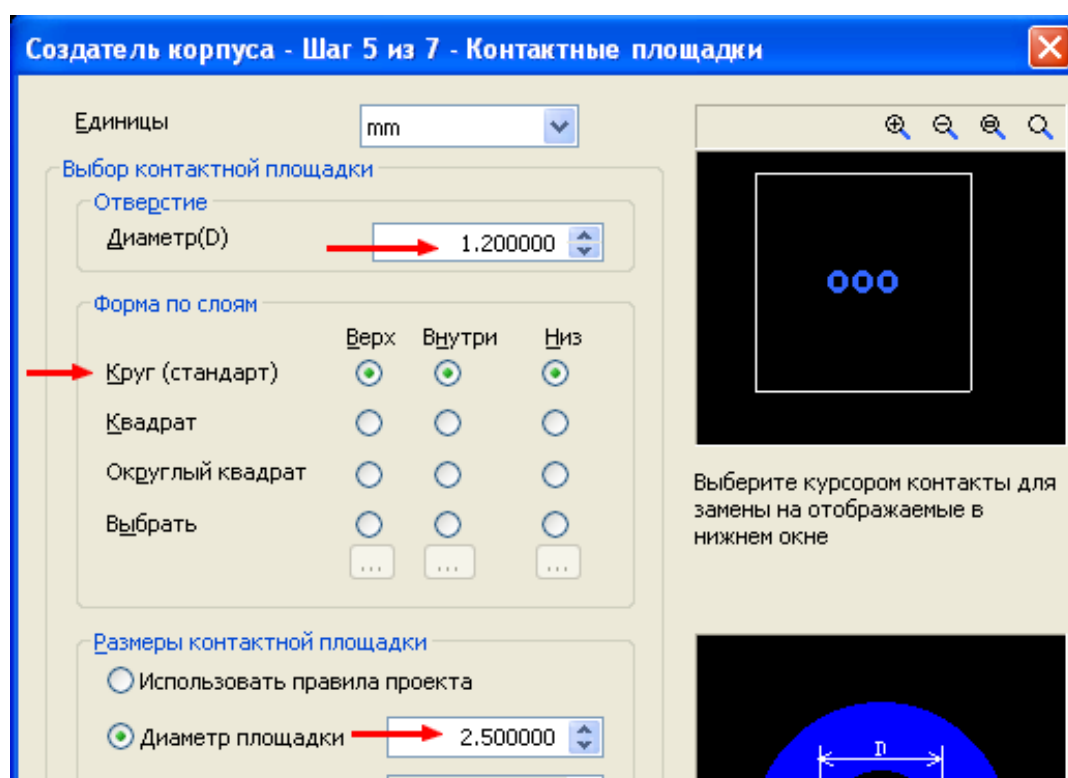 Создатель корпуса - Шаг 5 из 7 - Контактные площадки
Единицы
mm
Выбор контактной площадки
Отверстие
Диаметр(D)
1.200000
Форма по слоям
Верх Внутри Низ
Круг (стандарт)
Квадрат
Округлый квадрат
Выбрать
... ... ...
Размеры контактной площадки
Использовать правила проекта
Диаметр площадки
2.500000
Выберите курсором контакты для
замены на отображаемые в
нижнем окне
D